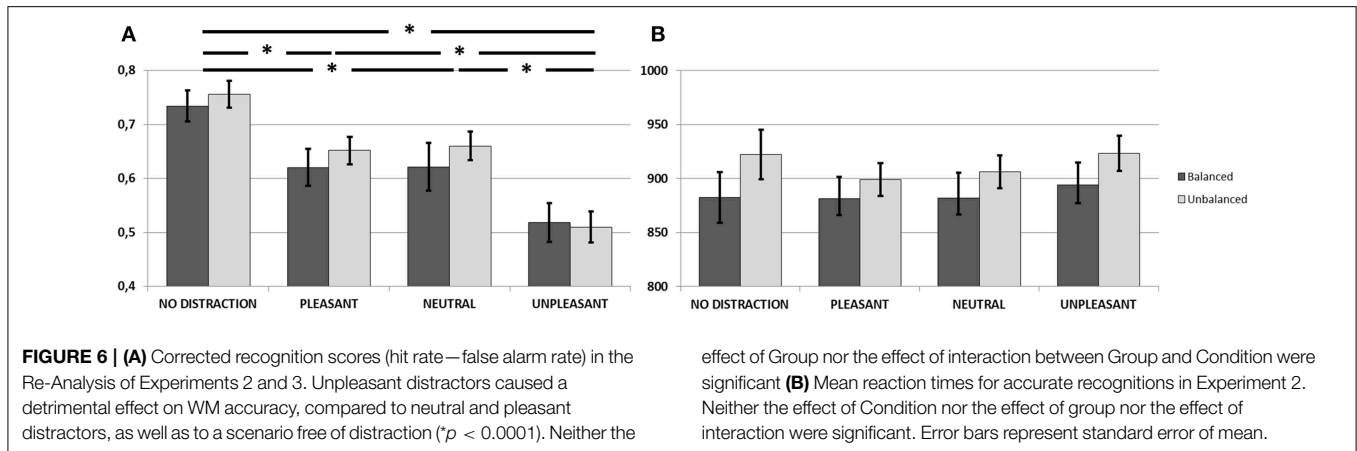 A
*
*
*
*
*
0,8
0,7
0,6
0,5
0,4
NO DISTRACTION
PLEASANT
NEUTRAL
UNPLEASANT
B
1000
950
900
850
800
NO DISTRACTION
PLEASANT
NEUTRAL
UNPLEASANT
Balanced
Unbalanced
FIGURE 6 | (A) Corrected recognition scores (hit rate—false alarm rate) in the
Re-Analysis of Experiments 2 and 3. Unpleasant distractors caused a
detrimental effect on WM accuracy, compared to neutral and pleasant
distractors, as well as to a scenario free of distraction (*p < 0.0001). Neither the
effect of Group nor the effect of interaction between Group and Condition were
significant (B) Mean reaction times for accurate recognitions in Experiment 2.
Neither the effect of Condition nor the effect of group nor the effect of
interaction were significant. Error bars represent standard error of mean.